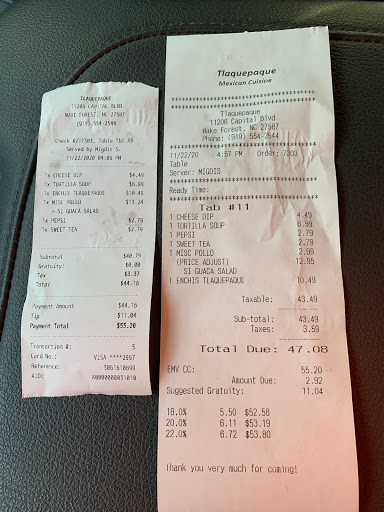 TLAQUEPAQUE
11206 CAPITAL BLVD
WAKE FOREST, NC 27587
(919) 554-2544
Served by Migdis S.
11/22/2020 04:06 PM
1x CHEESE DIP $4.49
1x TORTILLA SOUP $6.99
1x ENCHIS TLAQUEPAQUE $10.49
1x MISC POLLO $13.24
+ SI GUACA SALAD
1x PEPSI $2.79
1x SWEET TEA $2.79
Subtotal $40.79
Gratuity: $0.00
Tax $3.37
Total $44.16
Payment Amount $44.16
Tip $11.04
Payment Total $55.20
Transaction #: 5
Card No.: VISA ****2997
Reference: 3061610699
AID: A0000000031010
Tlaquepaque
Mexican Cuisine
Tlaquepaque
11206 Capital Blvd
Wake Forest, NC 27587
Phone: (919) 554-2544
11/22/20 4:57 PM Order: 7303
Table
Server: MIGDIS
Ready Time:
Tab #11
1 CHEESE DIP 4.49
1 TORTILLA SOUP 6.99
1 PEPSI 2.79
1 SWEET TEA 2.79
1 MISC POLLO 2.99
(PRICE ADJUST) 12.95
SI GUACA SALAD
1 ENCHIS TLAQUEPAQUE 10.49
Taxable: 43.49
Sub-total: 43.49
Taxes: 3.59
Total Due: 47.08
EMV CC: 55.20
Amount Due: 2.92
Suggested Gratuity: 11.04
18.0% 5.50 $52.58
20.0% 6.11 $53.19
22.0% 6.72 $53.80
Thank you very much for coming!